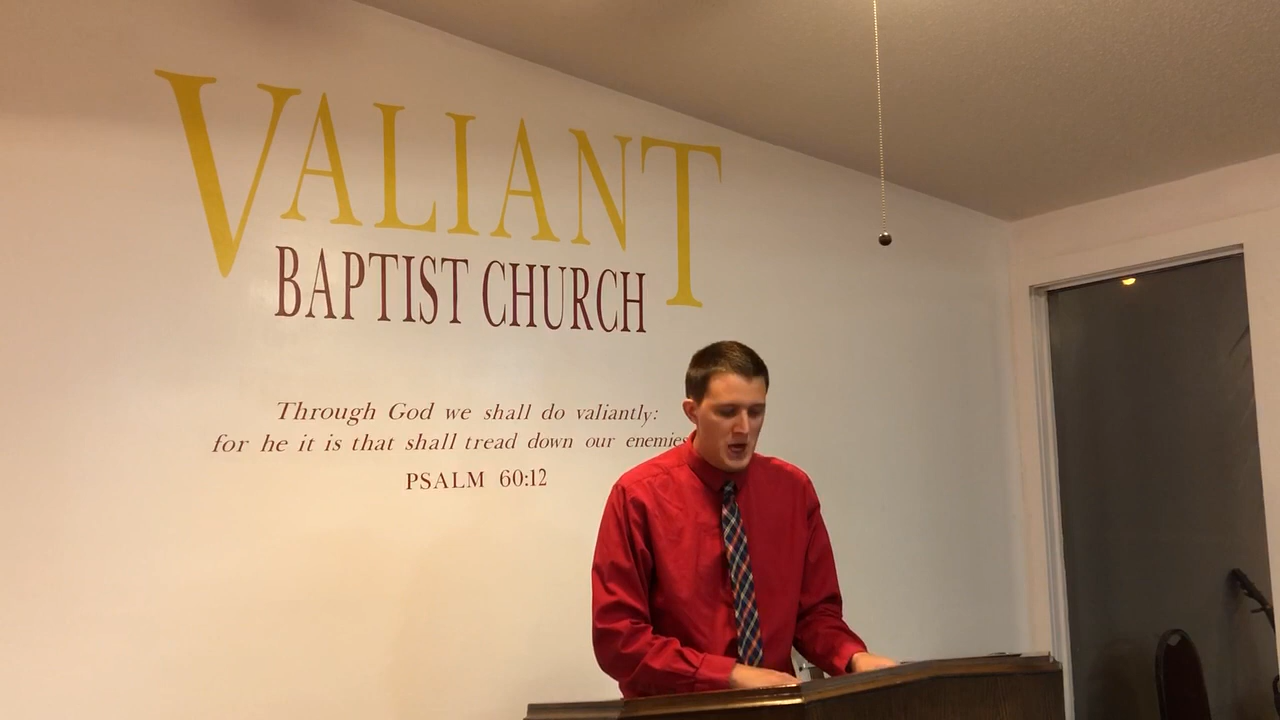 VALIANT
BAPTIST CHURCH
Through God we shall do valiantly:
for he it is that shall tread down our enemies
PSALM 60:12